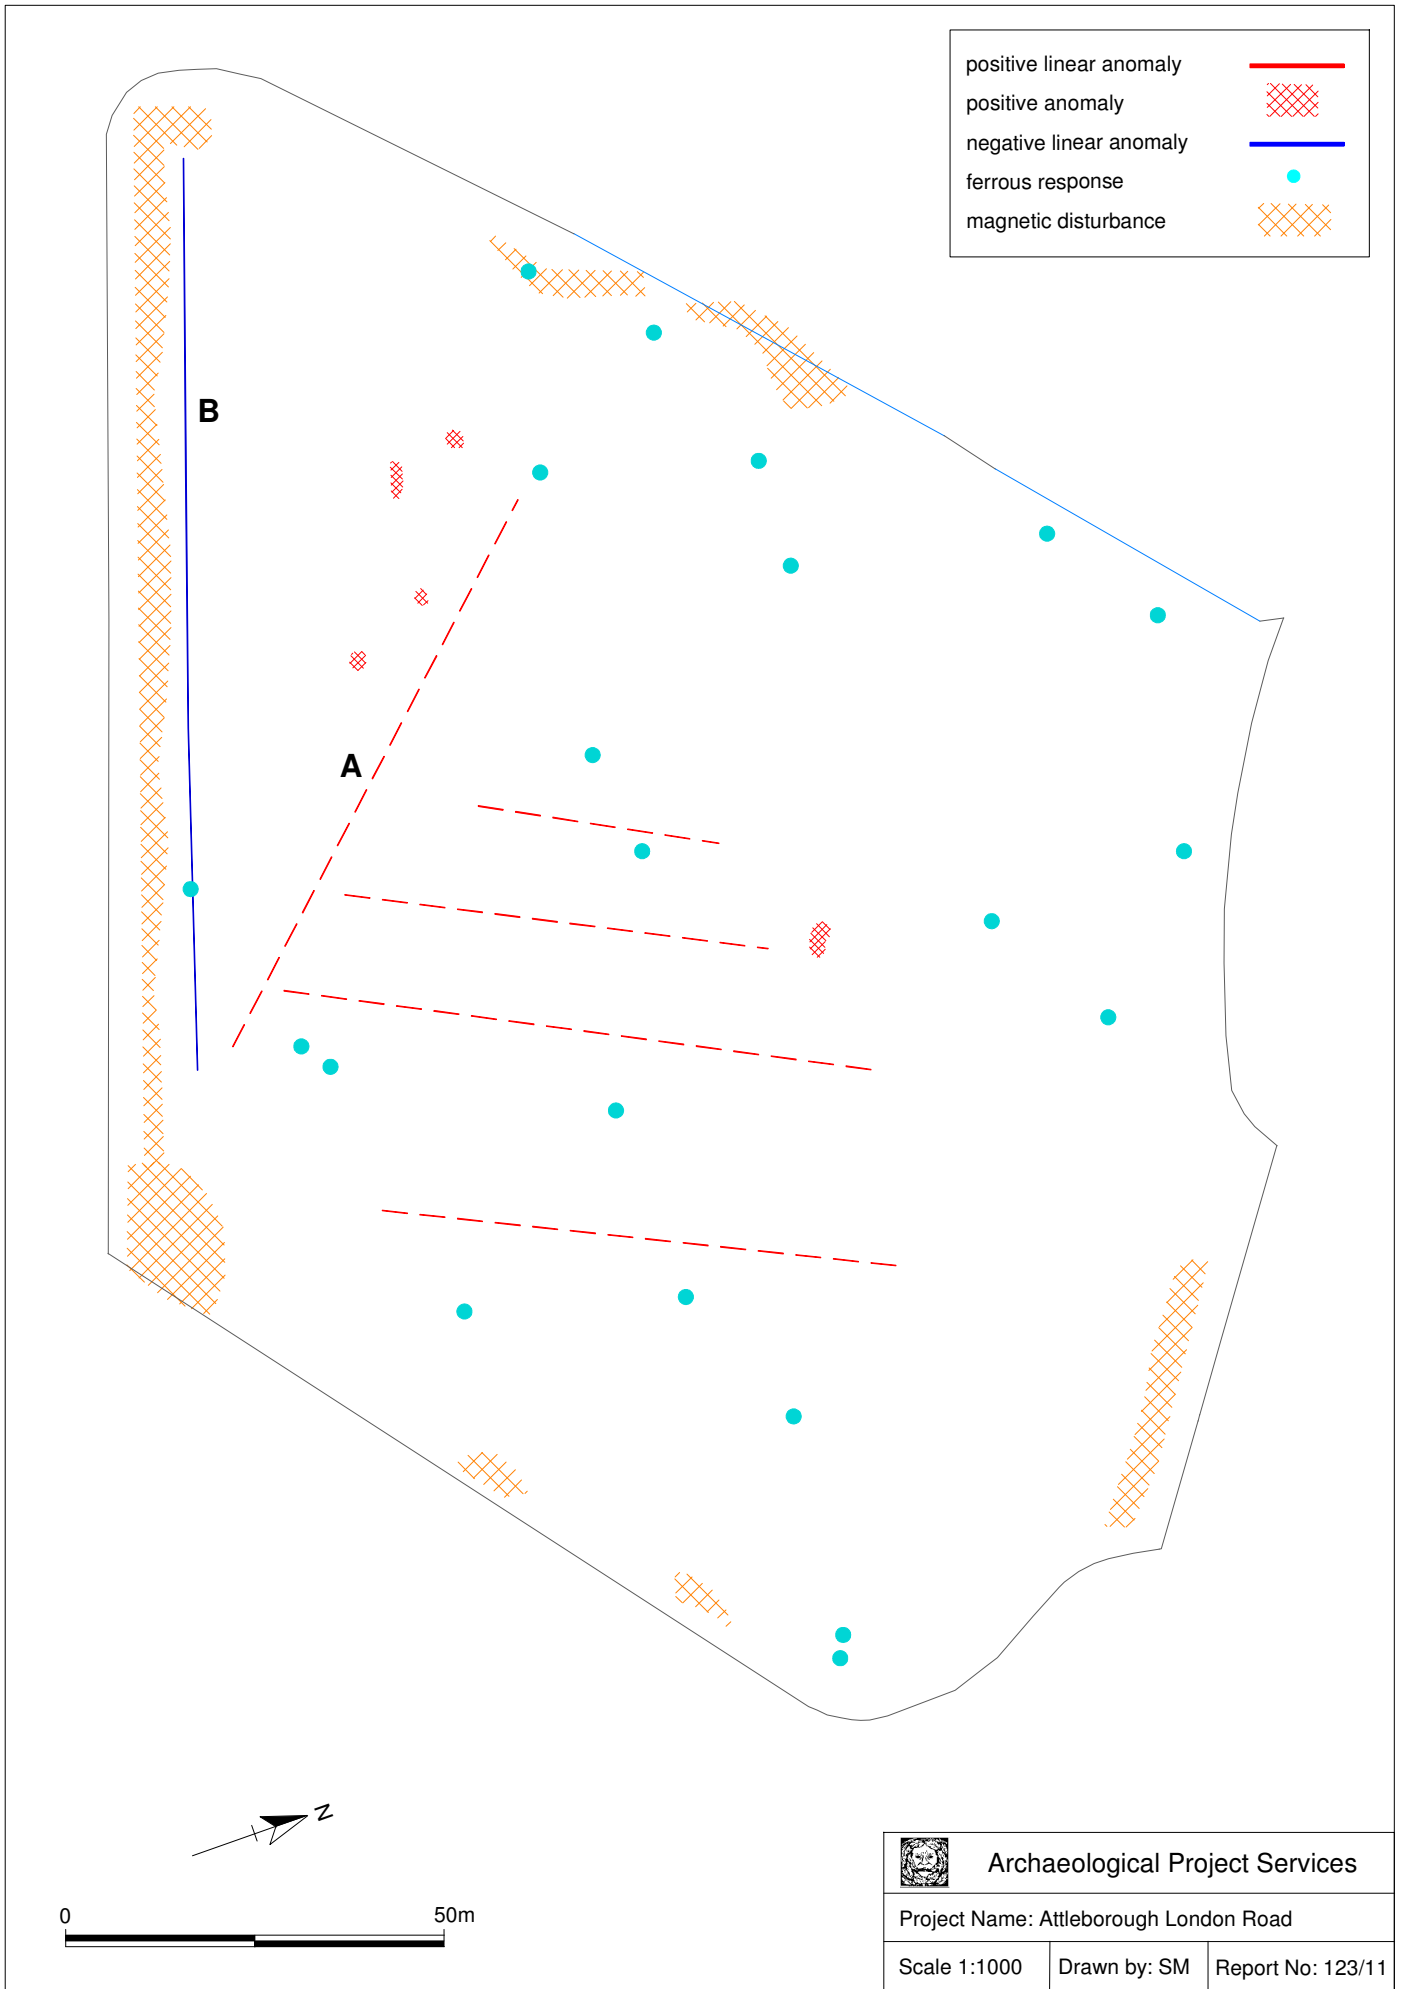 positive linear anomaly
positive anomaly
negative linear anomaly
ferrous response
magnetic disturbance
B
A
N
0 50m
Archaeological Project Services
Project Name: Attleborough London Road
Scale 1:1000 Drawn by: SM Report No: 123/11